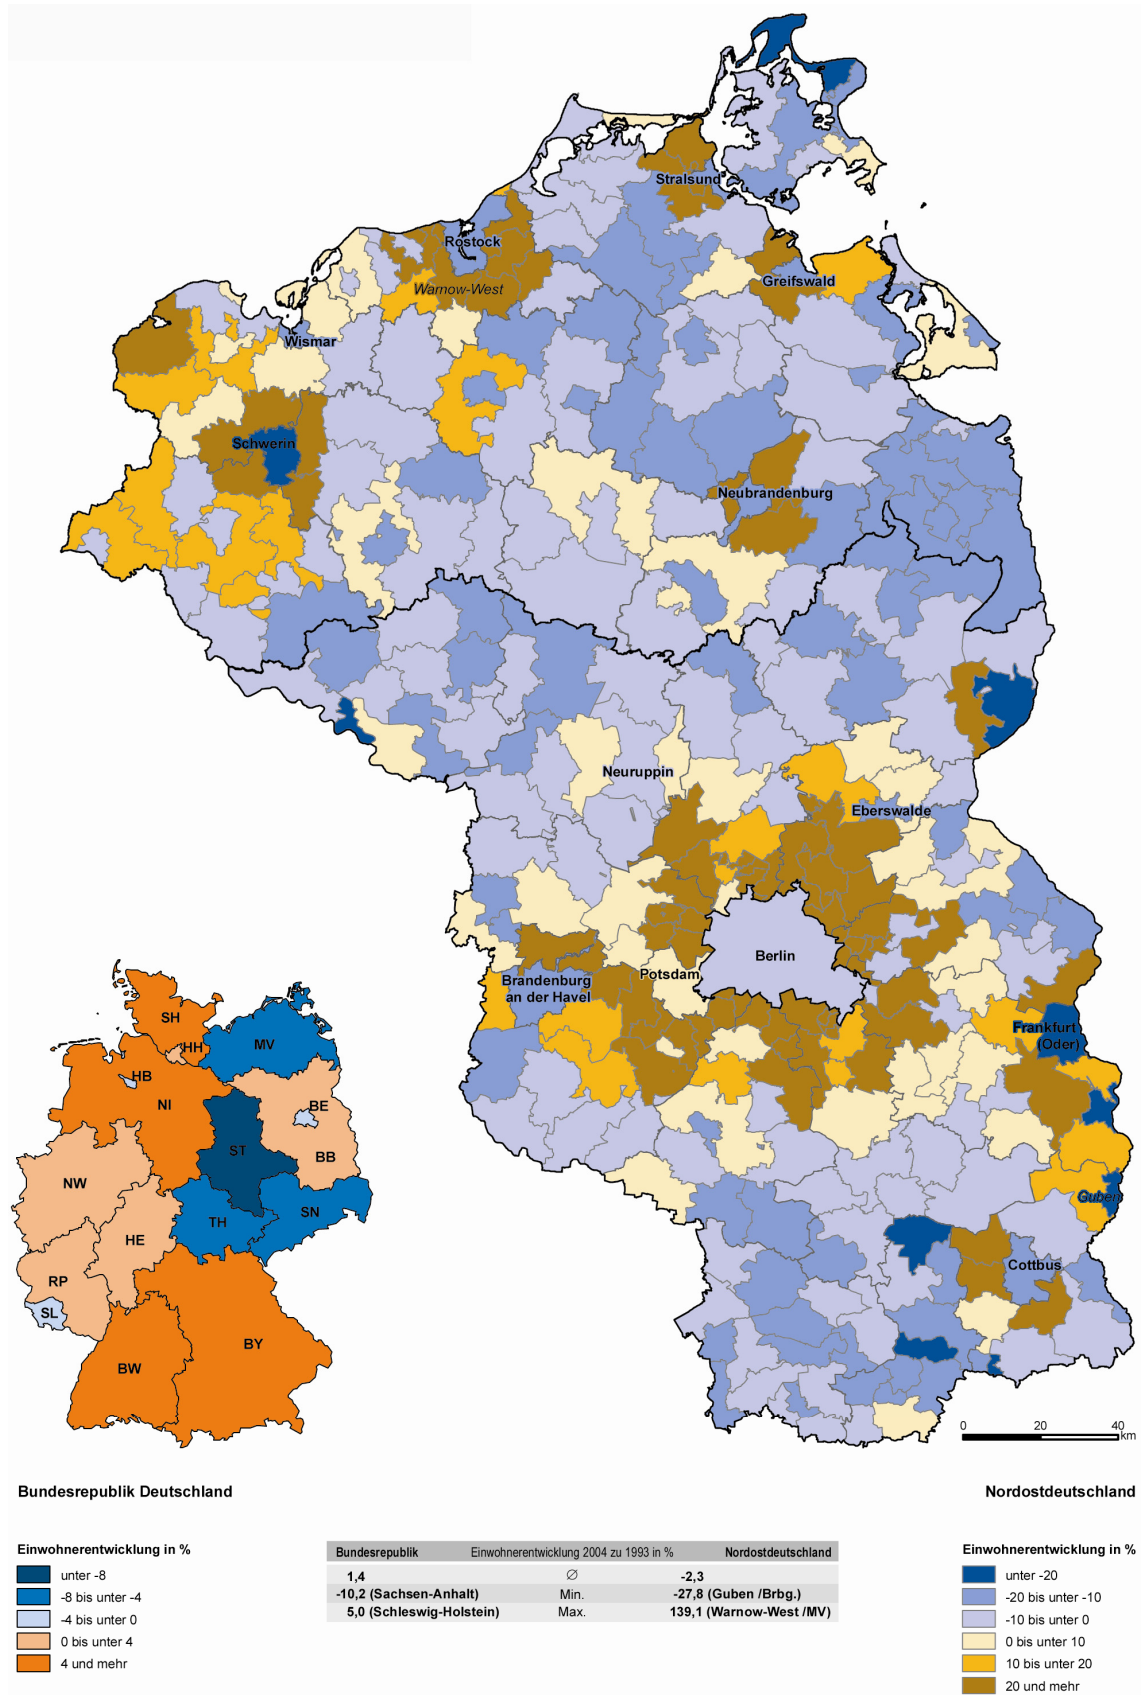 Stralsund
Rostock
Warnow-West
Greifswald
Wismar
Schwerin
Neubrandenburg
Neuruppin
Eberswalde
Berlin
Potsdam
Brandenburg
an der Havel
Frankfurt
(Oder)
Guben
Cottbus
SH
HH
MV
HB
NI
BE
BB
ST
NW
SN
TH
HE
RP
SL
BY
BW
0 20 40
km
Bundesrepublik Deutschland
Nordostdeutschland
Einwohnerentwicklung in %
unter -8
-8 bis unter -4
-4 bis unter 0
0 bis unter 4
4 und mehr
Bundesrepublik Einwohnerentwicklung 2004 zu 1993 in % Nordostdeutschland
1,4 ∅ -2,3
-10,2 (Sachsen-Anhalt) Min. -27,8 (Guben /Brbg.)
5,0 (Schleswig-Holstein) Max. 139,1 (Warnow-West /MV)
Einwohnerentwicklung in %
unter -20
-20 bis unter -10
-10 bis unter 0
0 bis unter 10
10 bis unter 20
20 und mehr